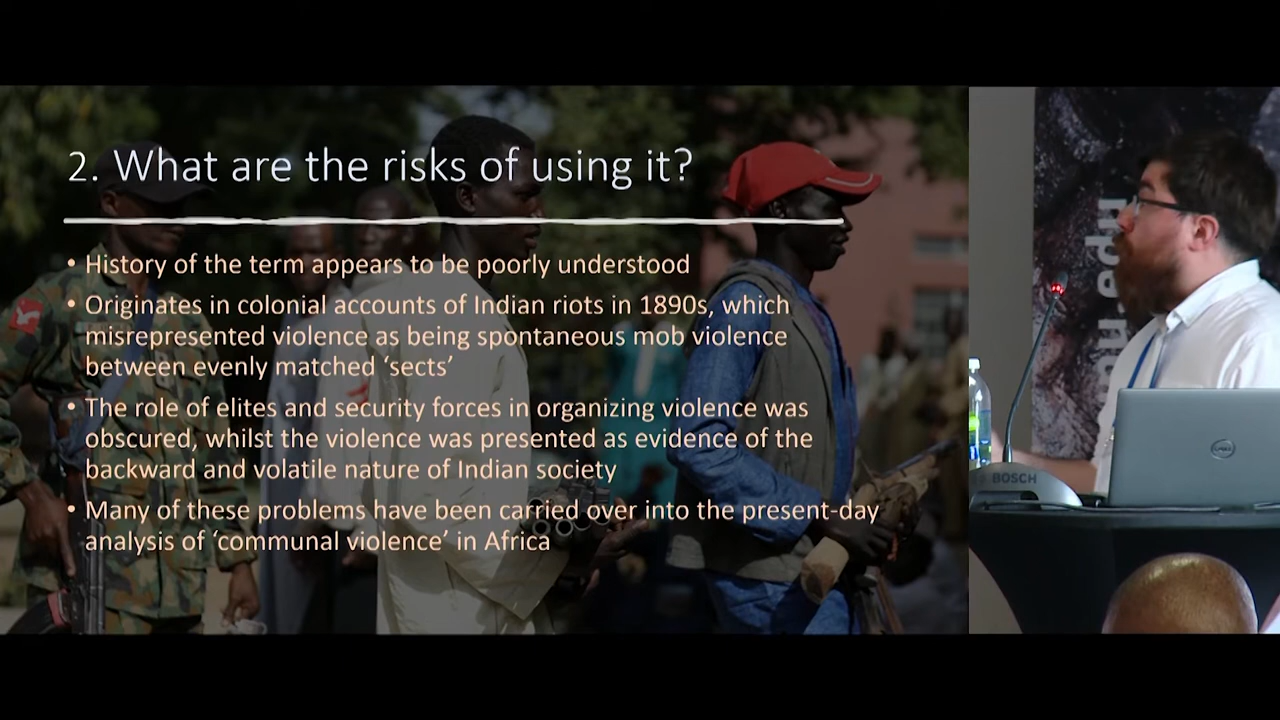 2. What are the risks of using it?
• History of the term appears to be poorly understood
• Originates in colonial accounts of Indian riots in 1890s, which
misrepresented violence as being spontaneous mob violence
between evenly matched ‘sects’
• The role of elites and security forces in organizing violence was
obscured, whilst the violence was presented as evidence of the
backward and volatile nature of Indian society
• Many of these problems have been carried over into the present-day
analysis of ‘communal violence’ in Africa
BOSCH
DELL